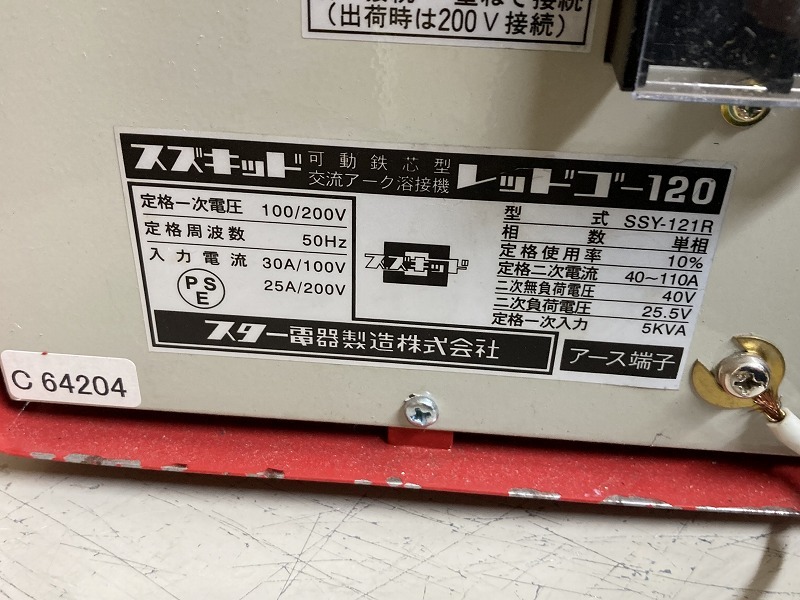 接続
(出荷時は200V接続)
スズキッド 可動鉄芯型 交流アーク溶接機 レッドゴー120
定格一次電圧 100/200V
定格周波数 50Hz
入力電流 30A/100V
25A/200V
PSE
スズキッド
型式 SSY-121R
相数 単相
定格使用率 10%
定格二次電流 40～110A
二次無負荷電圧 40V
二次負荷電圧 25.5V
定格一次入力 5KVA
スター電器製造株式会社
アース端子
C 64204